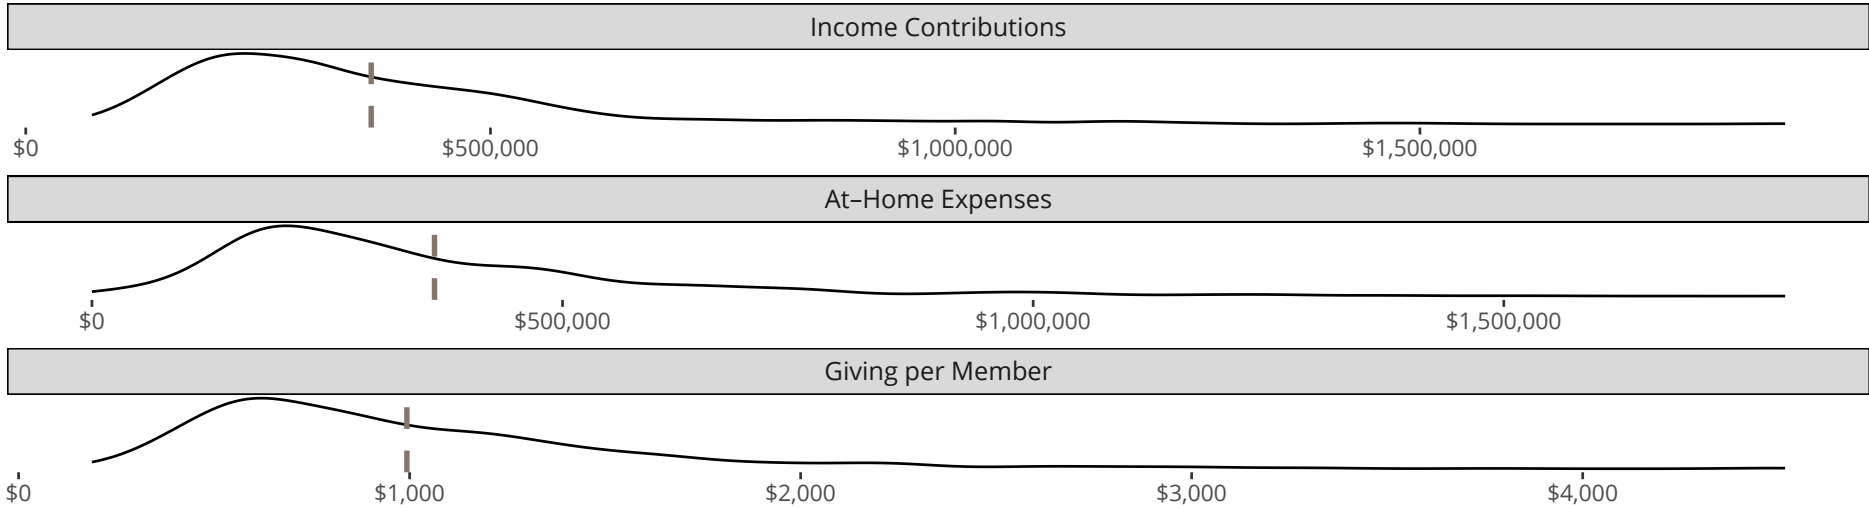 Income Contributions
$0 $500,000 $1,000,000 $1,500,000
At–Home Expenses
$0 $500,000 $1,000,000 $1,500,000
Giving per Member
$0 $1,000 $2,000 $3,000 $4,000